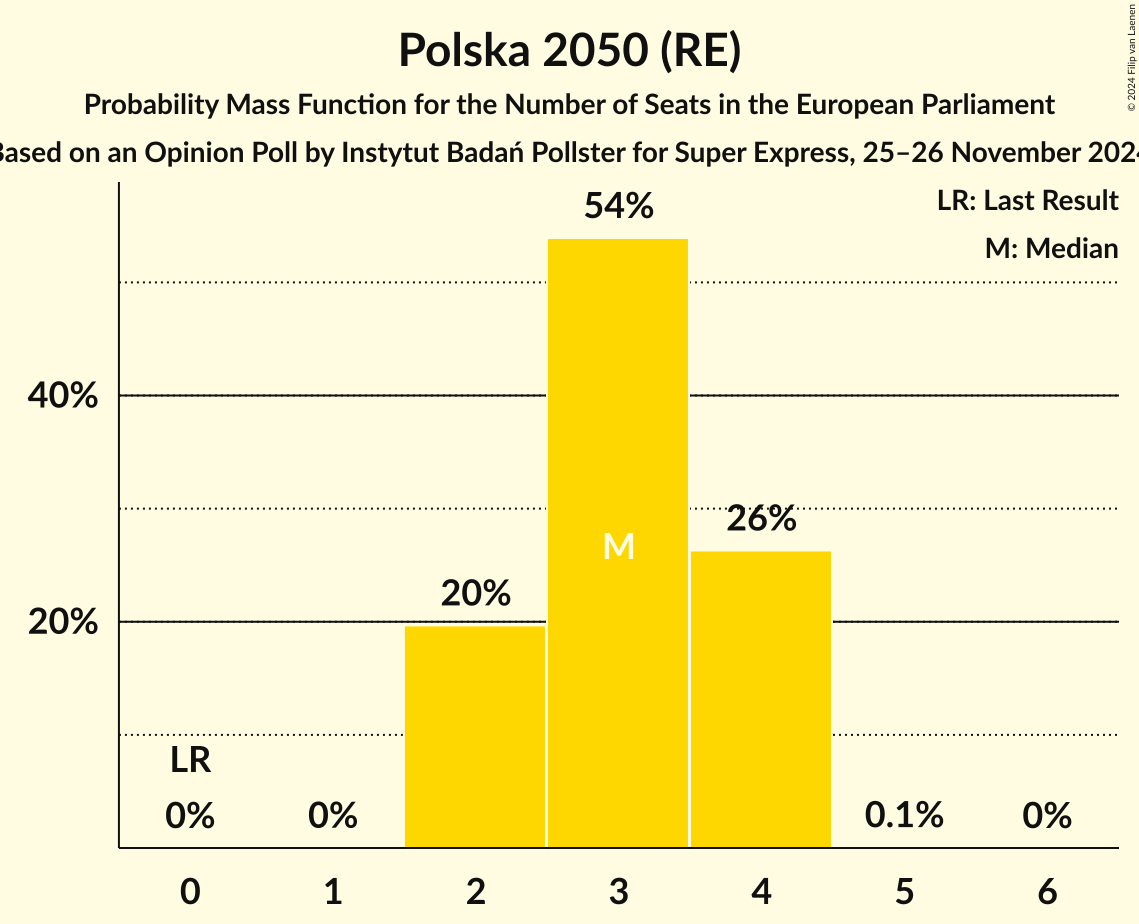 Polska 2050 (RE)
Probability Mass Function for the Number of Seats in the European Parliament
Based on an Opinion Poll by Instytut Badań Pollster for Super Express, 25–26 November 2024
© 2024 Filip van Laenen
LR: Last Result
M: Median
54%
40%
26%
M
20%
20%
LR
0%
0%
0.1%
0%
0
1
2
3
4
5
6